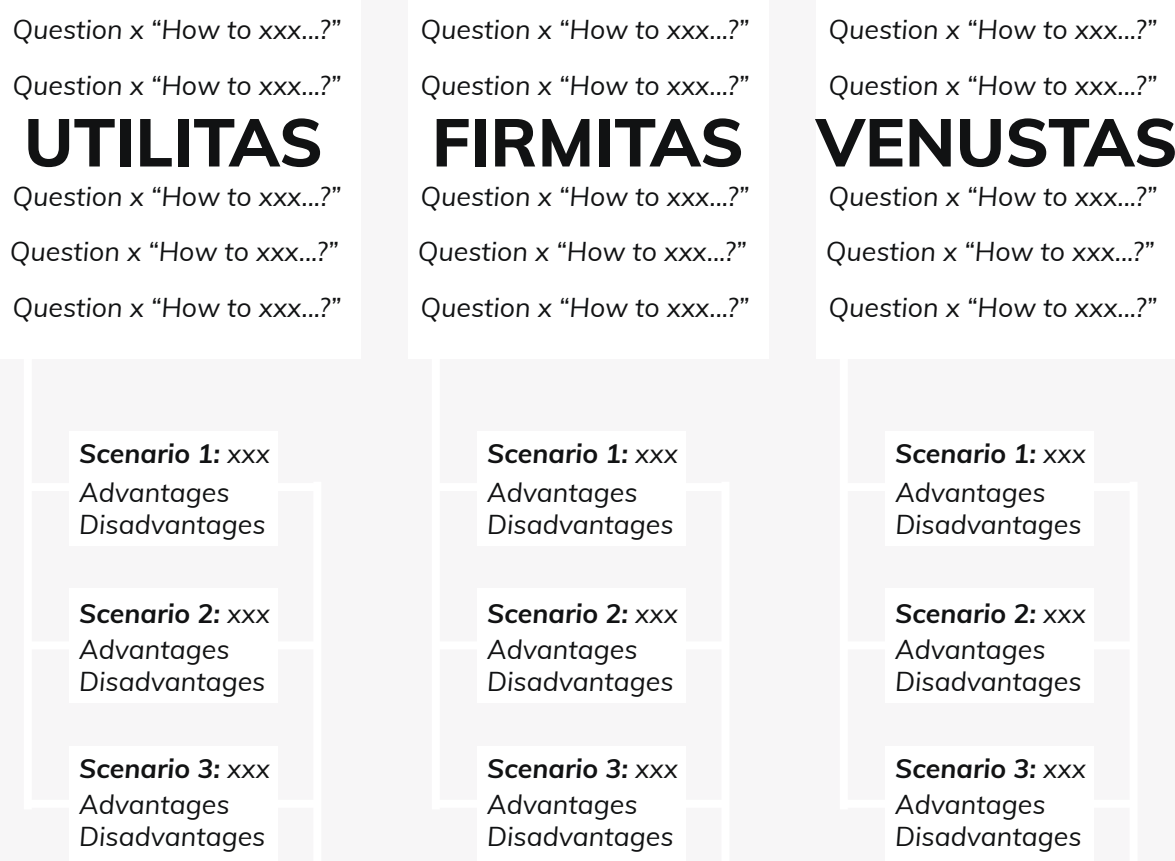 Question x “How to xxx...?”
Question x “How to xxx...?”
UTILITAS
Question x “How to xxx...?”
Question x “How to xxx...?”
Question x “How to xxx...?”
Scenario 1: xxx
Advantages
Disadvantages
Scenario 2: xxx
Advantages
Disadvantages
Scenario 3: xxx
Advantages
Disadvantages
Question x “How to xxx...?”
Question x “How to xxx...?”
FIRMITAS
Question x “How to xxx...?”
Question x “How to xxx...?”
Question x “How to xxx...?”
Scenario 1: xxx
Advantages
Disadvantages
Scenario 2: xxx
Advantages
Disadvantages
Scenario 3: xxx
Advantages
Disadvantages
Question x “How to xxx...?”
Question x “How to xxx...?”
VENUSTAS
Question x “How to xxx...?”
Question x “How to xxx...?”
Question x “How to xxx...?”
Scenario 1: xxx
Advantages
Disadvantages
Scenario 2: xxx
Advantages
Disadvantages
Scenario 3: xxx
Advantages
Disadvantages